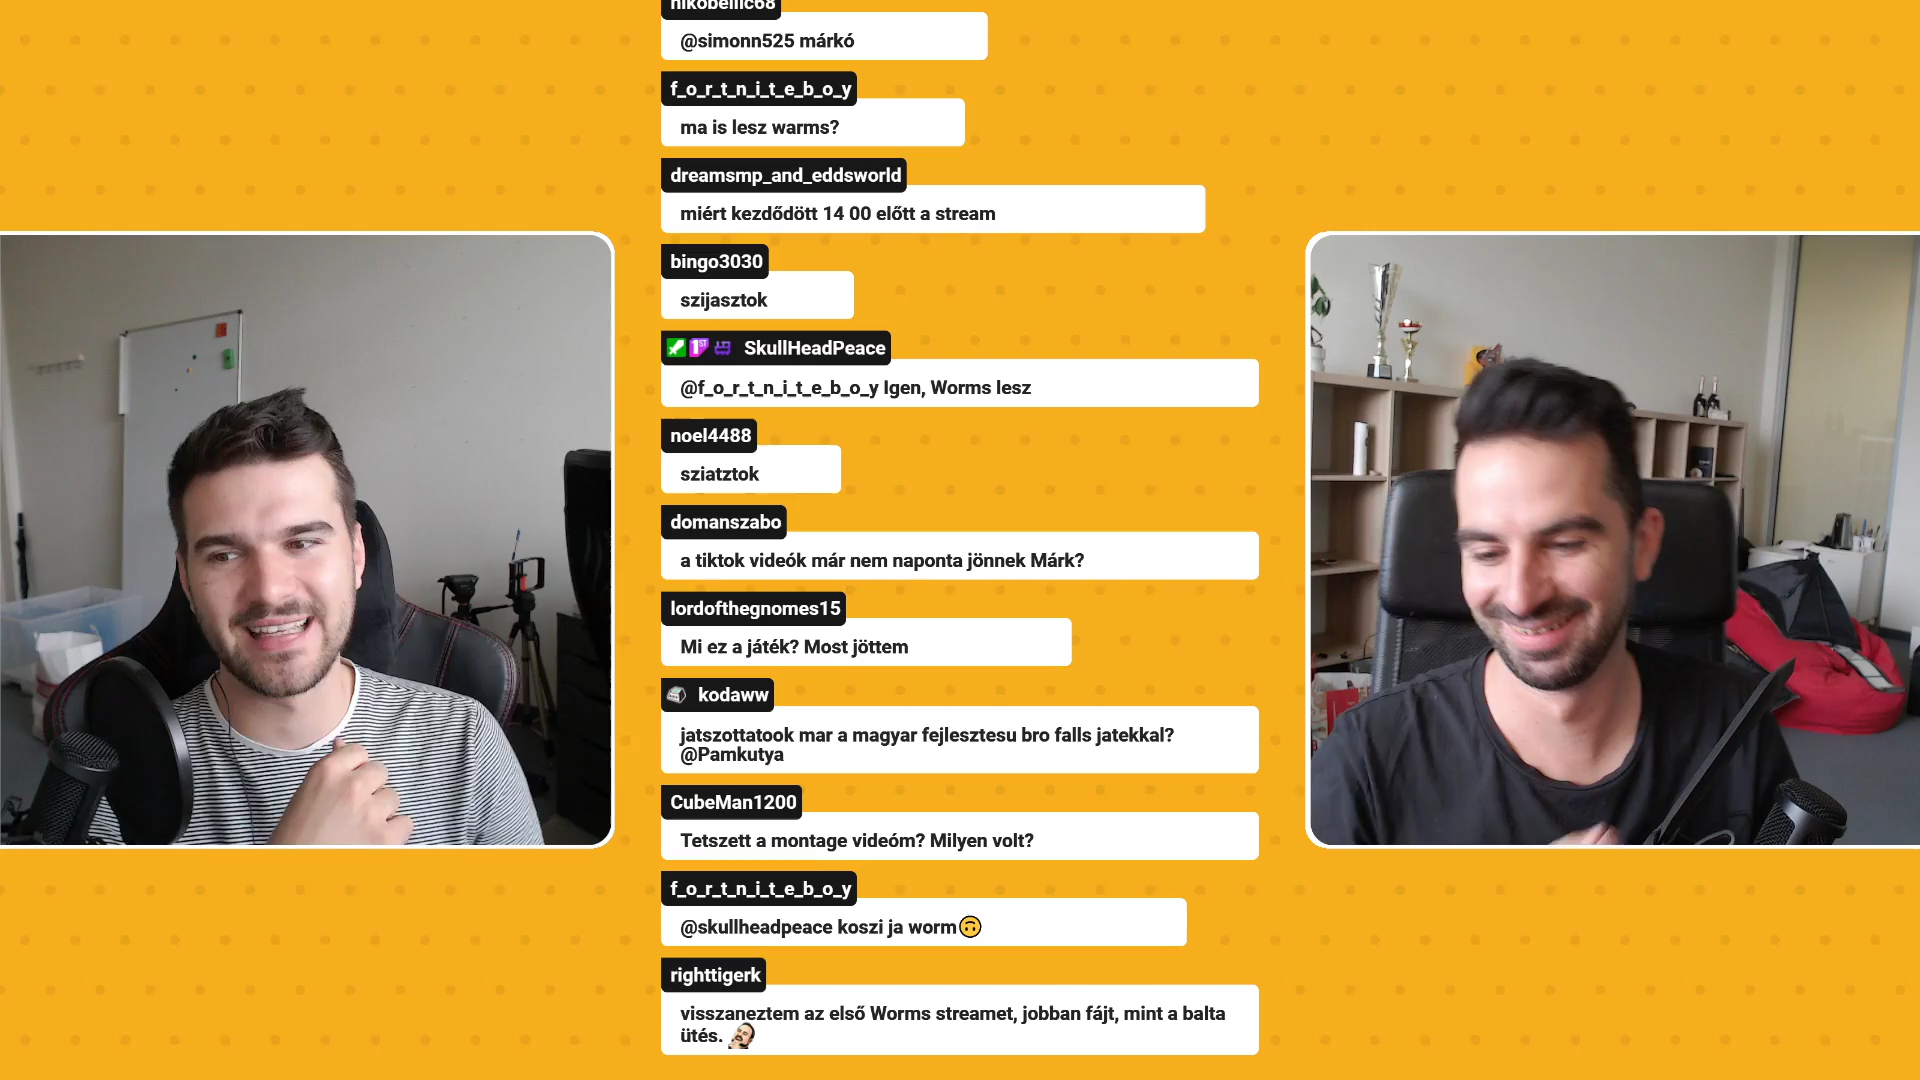 nikobellic68
@simonn525 márkó
f_o_r_t_n_i_t_e_b_o_y
ma is lesz warms?
dreamsmp_and_eddsworld
miért kezdődött 14 00 előtt a stream
bingo3030
szijasztok
SkullHeadPeace
@f_o_r_t_n_i_t_e_b_o_y Igen, Worms lesz
noel4488
sziatztok
domanszabo
a tiktok videók már nem naponta jönnek Márk?
lordofthegnomes15
Mi ez a játék? Most jöttem
kodaww
jatszottatook mar a magyar fejlesztesu bro falls jatekkal?
@Pamkutya
CubeMan1200
Tetszett a montage videóm? Milyen volt?
f_o_r_t_n_i_t_e_b_o_y
@skullheadpeace koszi ja worm🙃
righttigerk
visszaneztem az első Worms streamet, jobban fájt, mint a balta
ütés.